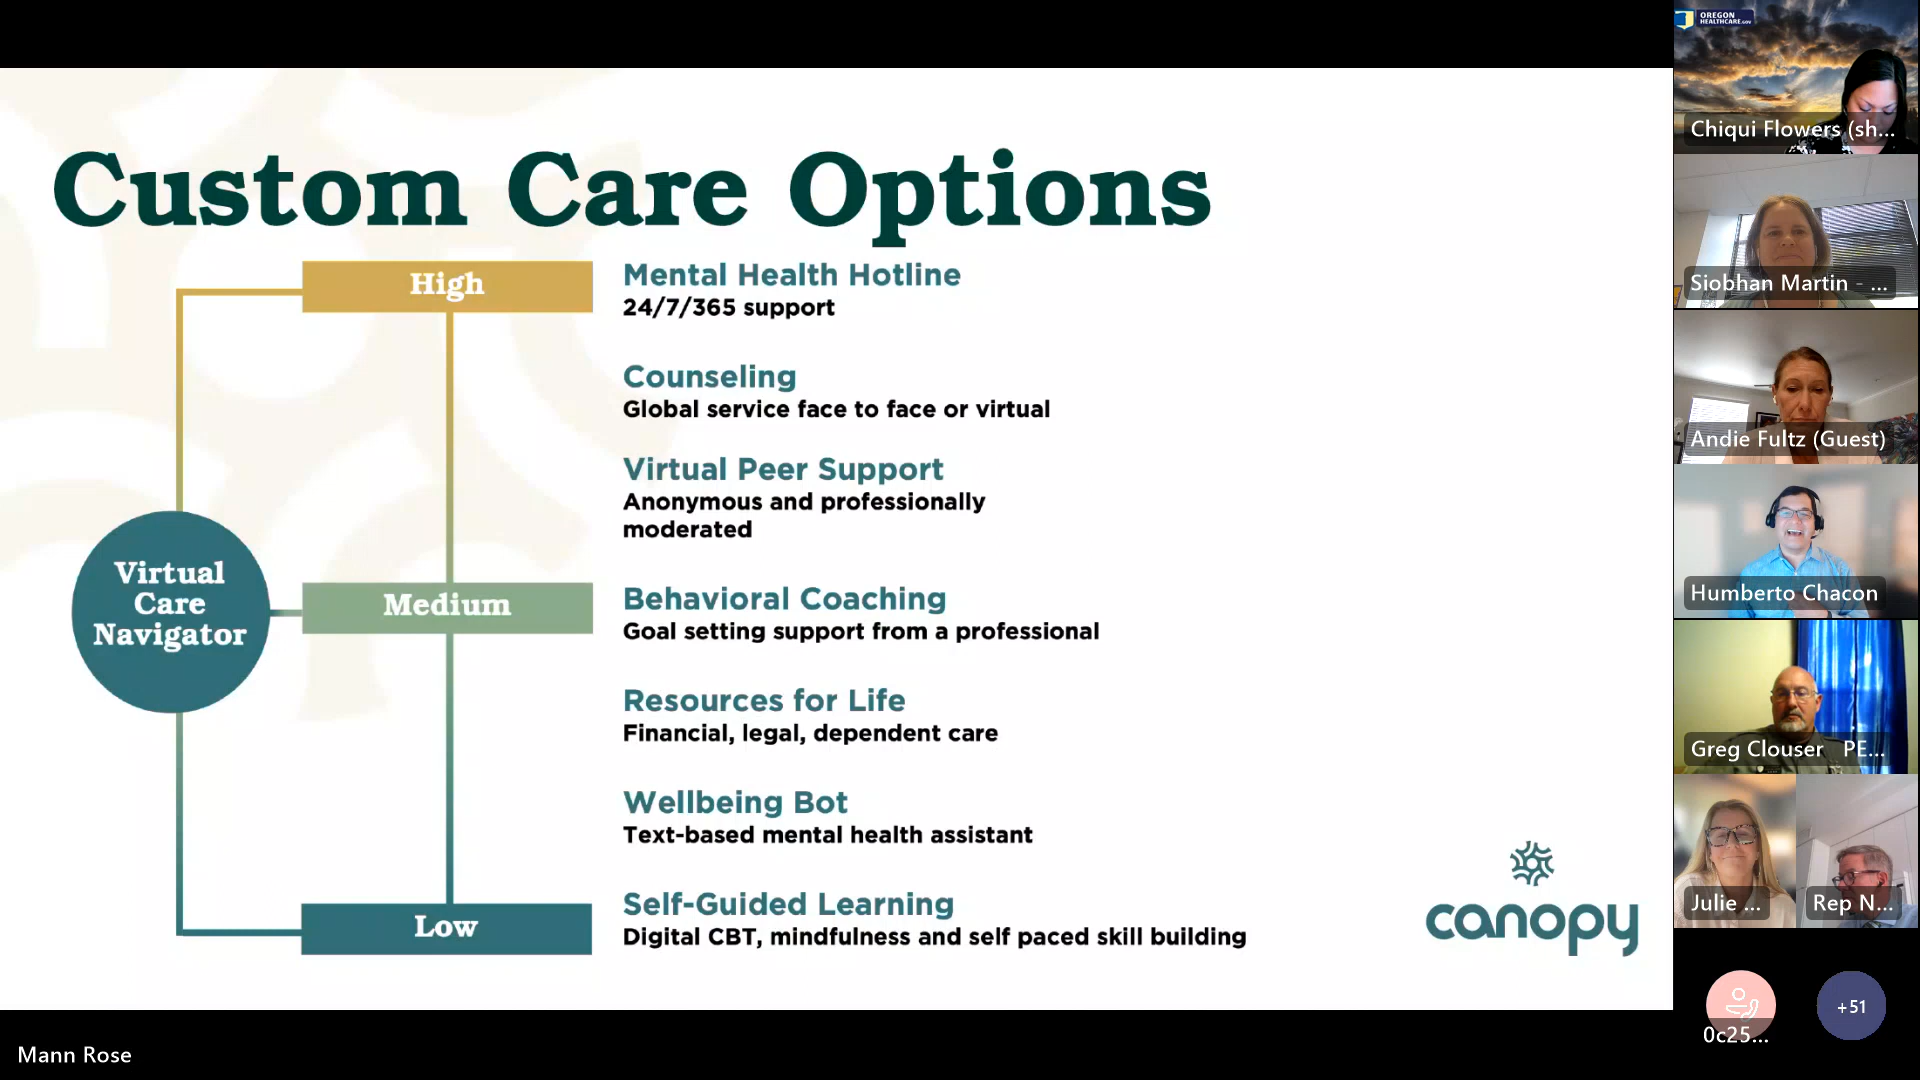 Custom Care Options
High
Mental Health Hotline
24/7/365 support
Counseling
Global service face to face or virtual
Virtual Peer Support
Anonymous and professionally
moderated
Virtual
Care
Navigator
Medium
Behavioral Coaching
Goal setting support from a professional
Resources for Life
Financial, legal, dependent care
Wellbeing Bot
Text-based mental health assistant
Low
Self-Guided Learning
Digital CBT, mindfulness and self paced skill building
canopy
Mann Rose
OREGON
HEALTHCARE.GOV
Chiqui Flowers (sh...
Siobhan Martin - ...
Andie Fultz (Guest)
Humberto Chacon
Greg Clouser PE...
Julie ...
Rep N...
0c25...
+51